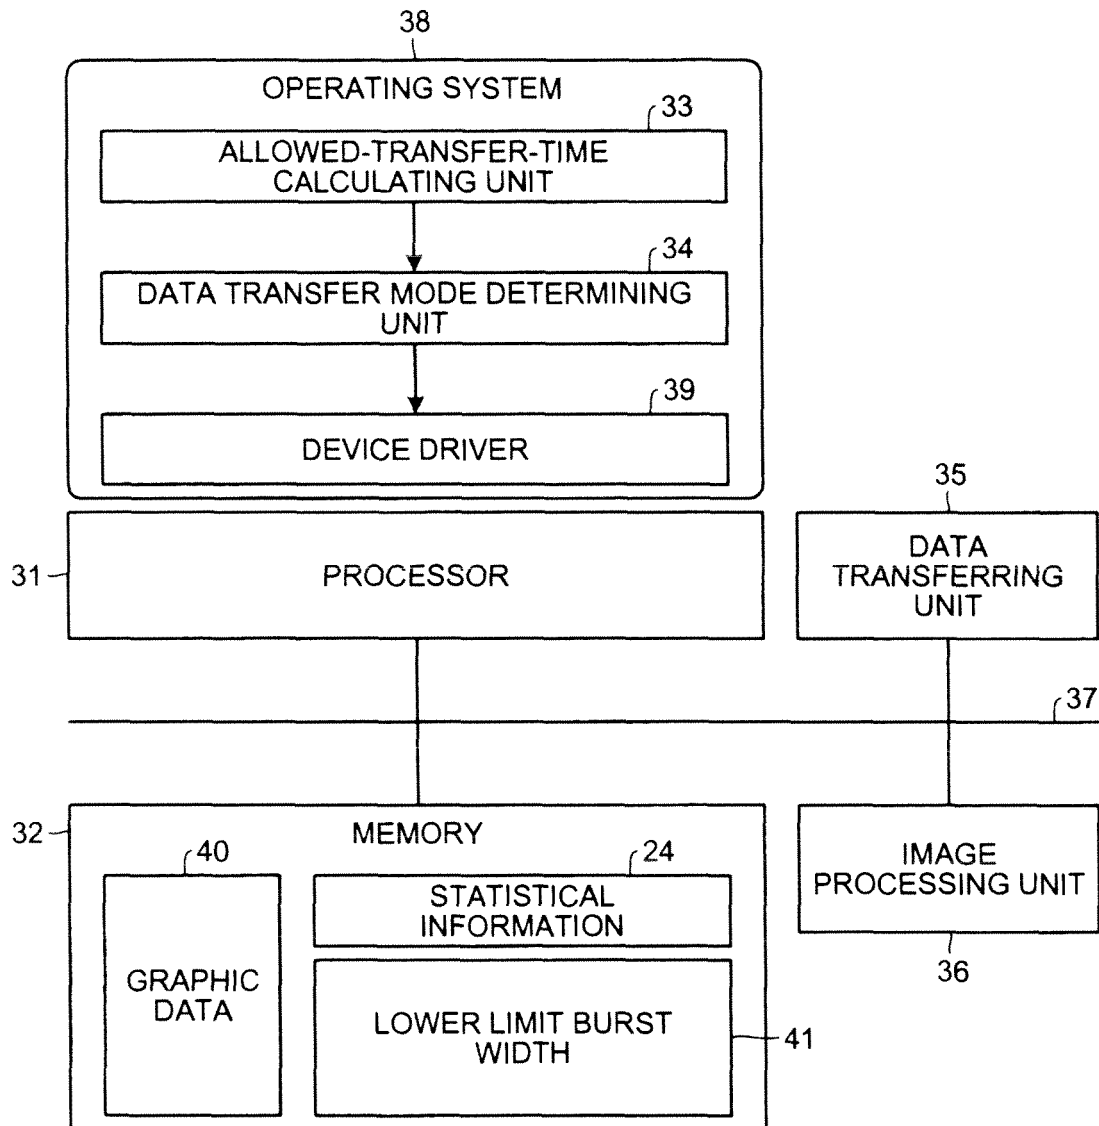 38
OPERATING SYSTEM
33
ALLOWED-TRANSFER-TIME
CALCULATING UNIT
34
DATA TRANSFER MODE DETERMINING
UNIT
39
DEVICE DRIVER
35
31
PROCESSOR
DATA
TRANSFERRING
UNIT
37
32
MEMORY
40
24
STATISTICAL
INFORMATION
GRAPHIC
DATA
LOWER LIMIT BURST
WIDTH
41
IMAGE
PROCESSING UNIT
36